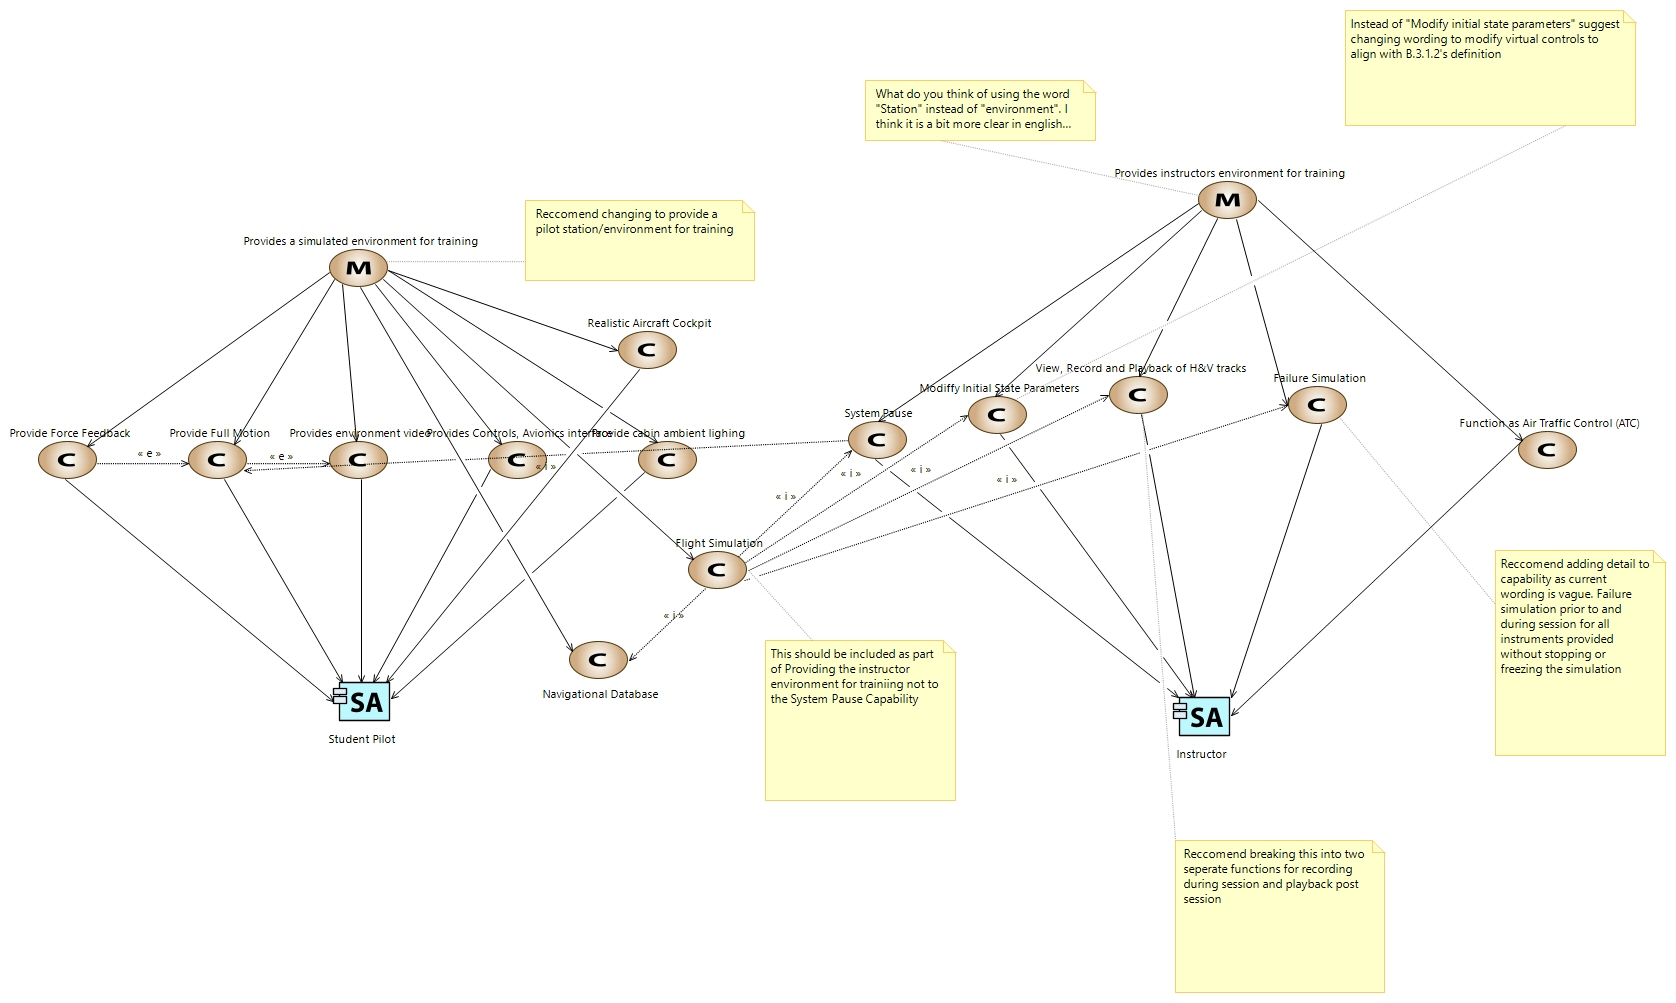 Instead of "Modify initial state parameters" suggest
changing wording to modify virtual controls to
align with B.3.1.2's definition
What do you think of using the word
"Station" instead of "environment". I
think it is a bit more clear in english...
Provides instructors environment for training
M
Reccomend changing to provide a
pilot station/environment for training
Provides a simulated environment for training
M
Realistic Aircraft Cockpit
C
View, Record and Playback of H&V tracks
C
Failure Simulation
C
Modiffy Initial State Parameters
C
System Pause
C
Function as Air Traffic Control (ATC)
C
Provide Force Feedback
C
« e »
Provide Full Motion
C
« e »
Provides environment video
C
Provides Controls, Avionics interface
C
« i »
Provide cabin ambient lighing
C
« i »
« i »
« i »
« i »
Flight Simulation
C
« i »
Reccomend adding detail to
capability as current
wording is vague. Failure
simulation prior to and
during session for all
instruments provided
without stopping or
freezing the simulation
This should be included as part
of Providing the instructor
environment for trainiing not to
the System Pause Capability
C
Navigational Database
SA
Student Pilot
SA
Instructor
Reccomend breaking this into two
seperate functions for recording
during session and playback post
session